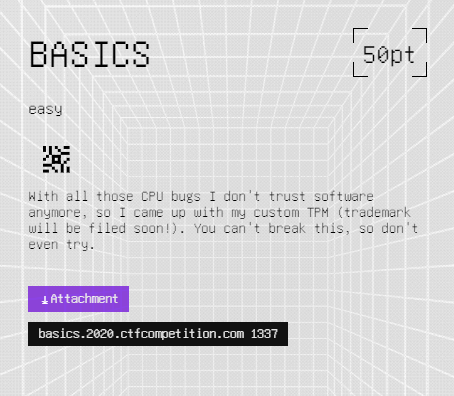 BASICS
50pt
easy
With all those CPU bugs I don't trust software
anymore, so I came up with my custom TPM (trademark
will be filed soon!). You can't break this, so don't
even try.
Attachment
basics.2020.ctfcompetition.com 1337